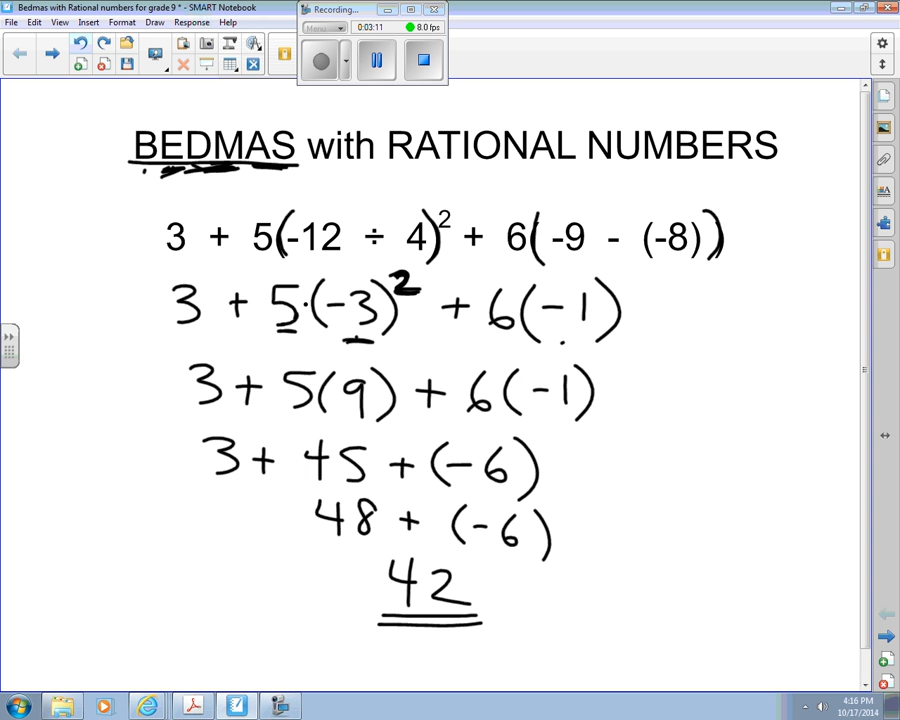 Bedmas with Rational numbers for grade 9 * - SMART Notebook
Recording...
File Edit View Insert Format Draw Response Help
Menu 0:03:11 8.0 fps
BEDMAS with RATIONAL NUMBERS
3 + 5(-12 ÷ 4)² + 6( -9 - (-8))
3 + 5·(-3)² + 6(-1)
3 + 5(9) + 6(-1)
3 + 45 + (-6)
48 + (-6)
42
4:16 PM
10/17/2014